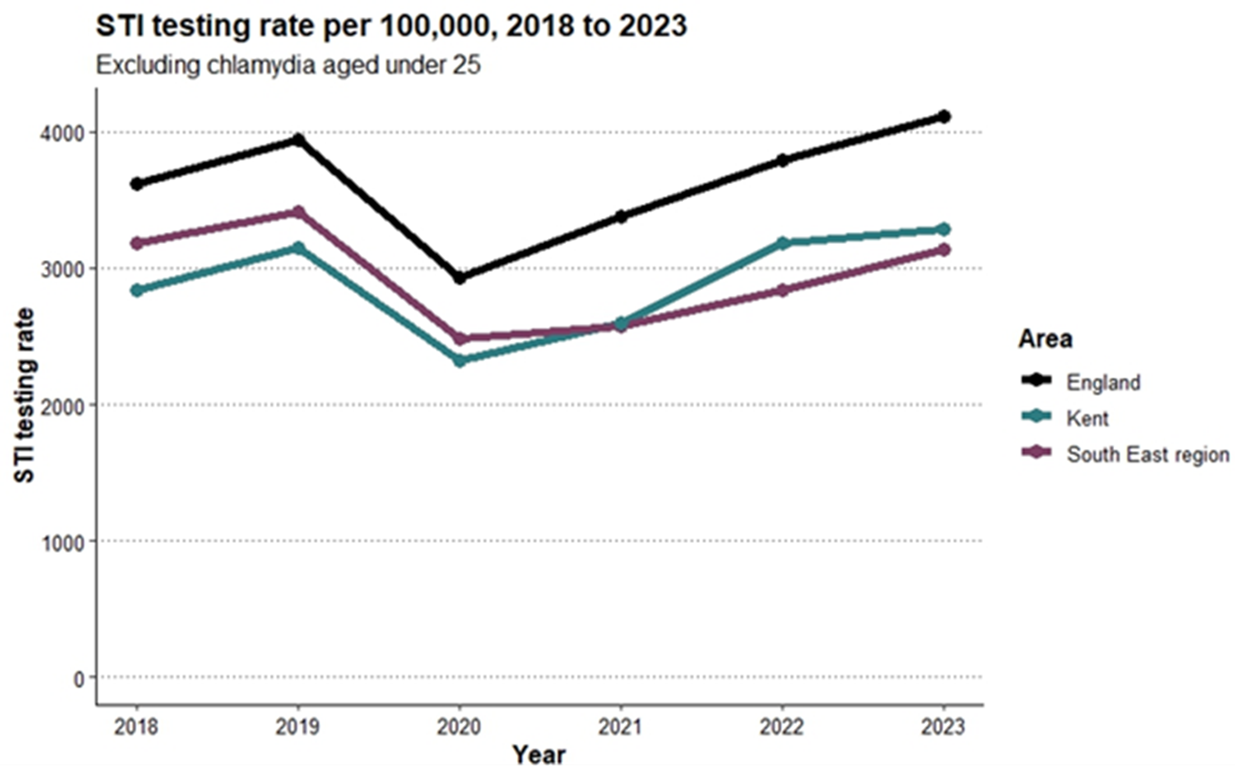 STI testing rate per 100,000, 2018 to 2023
Excluding chlamydia aged under 25
STI testing rate
4000
3000
2000
1000
0
2018 2019 2020 2021 2022 2023
Year
Area
England
Kent
South East region